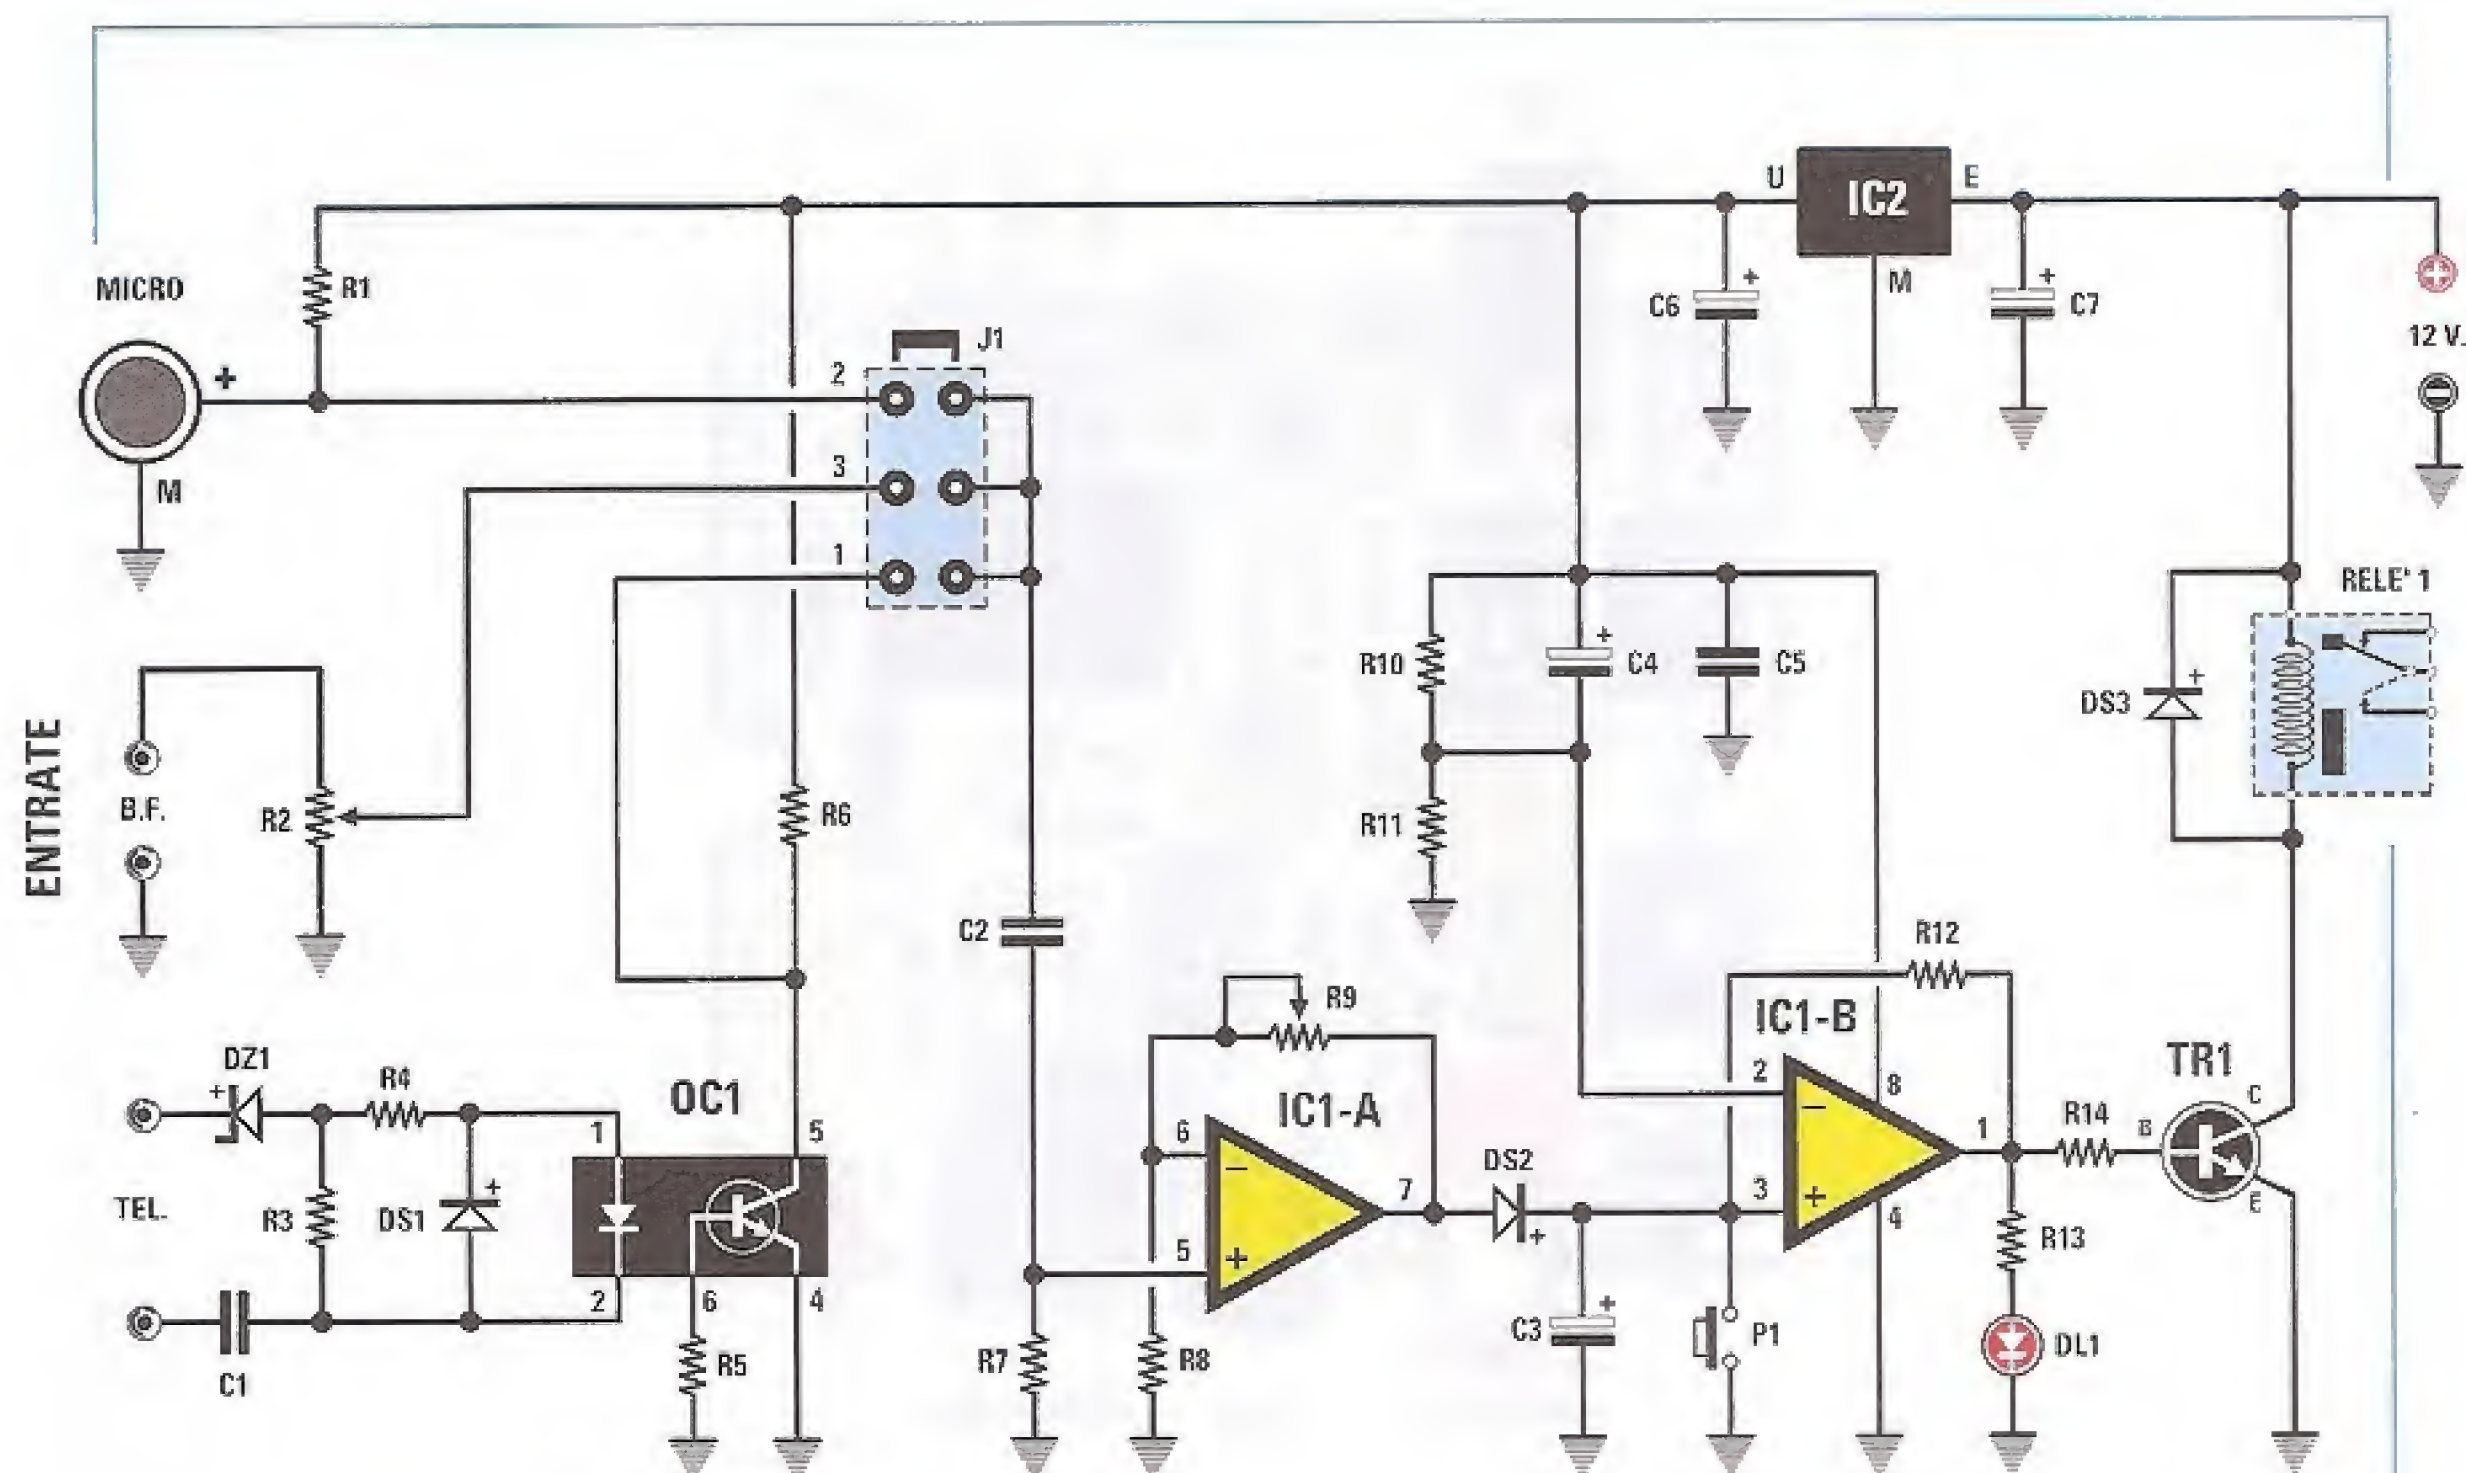 U
IC2
E
M
MICRO
R1
+
C6
+
C7
+
12 V.
J1
2
+
M
3
1
RELE' 1
R10
+
C4
C5
DS3
+
ENTRATE
B.F.
R2
R6
R11
C2
R12
R9
IC1-B
DZ1
+
R4
OC1
TR1
TEL.
R3
DS1
+
1
5
2
6
4
R5
C1
IC1-A
6
−
5
+
7
DS2
+
2
−
8
3
+
4
1
R14
B
C
E
R7
R8
C3
+
P1
R13
DL1